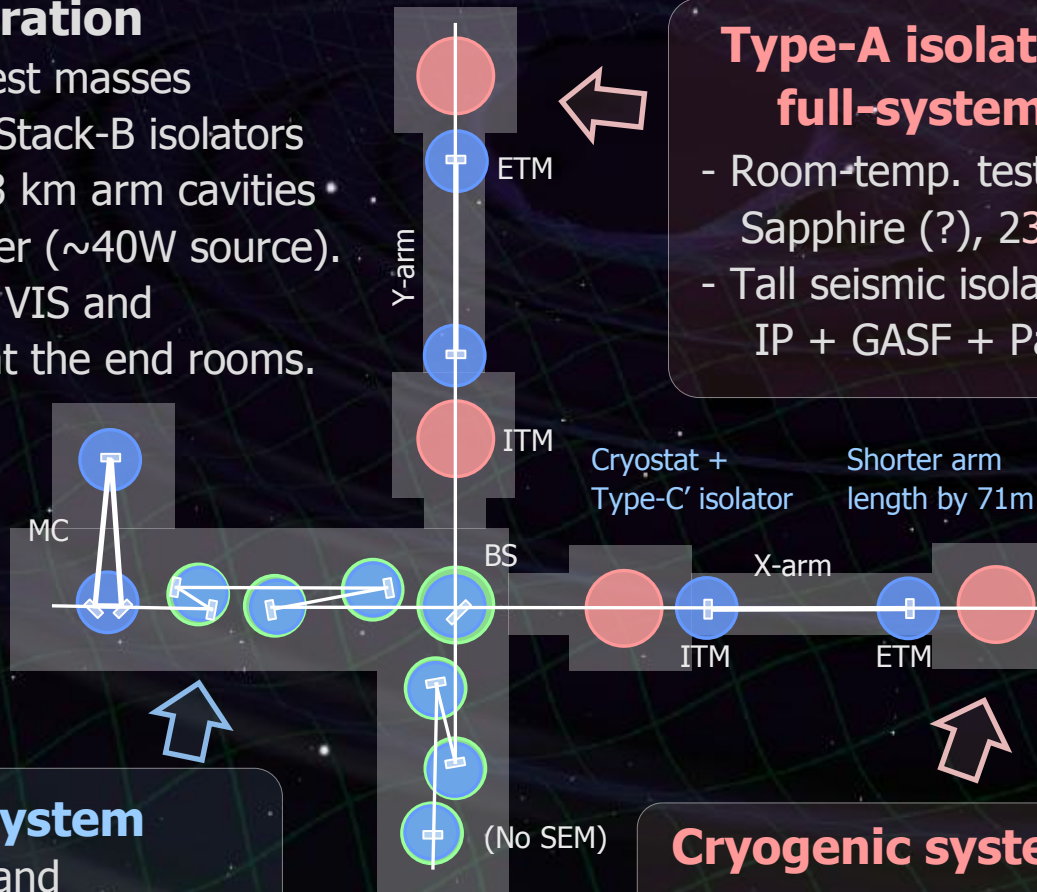 ration
est masses
Stack-B isolators
3 km arm cavities
er (~40W source).
VIS and
at the end rooms.
Type-A isolat
full-system
- Room-temp. test
Sapphire (?), 23
- Tall seismic isola
IP + GASF + Pa
ETM
Y-arm
ITM
Cryostat +
Type-C’ isolator
Shorter arm
length by 71m
MC
BS
X-arm
ITM
ETM
(No SEM)
ystem
and
Cryogenic syste